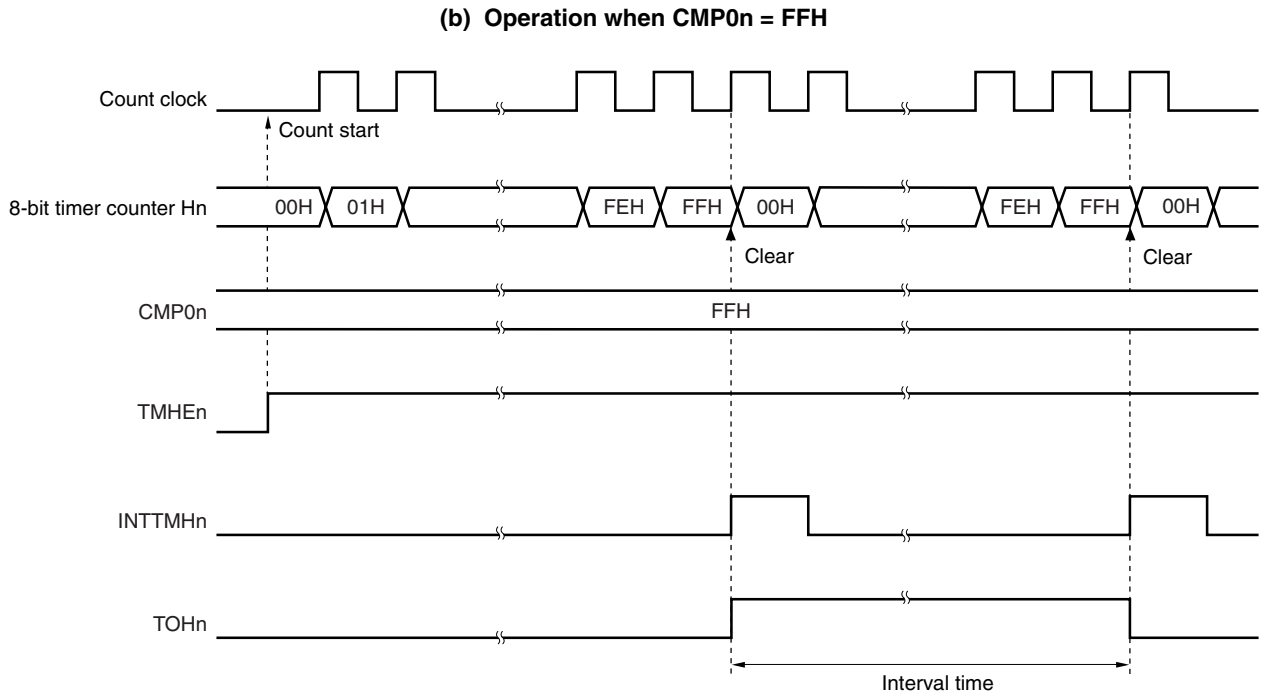 (b) Operation when CMP0n = FFH
Count clock
Count start
8-bit timer counter Hn
00H 01H FEH FFH 00H FEH FFH 00H
Clear Clear
CMP0n FFH
TMHEn
INTTMHn
TOHn
Interval time